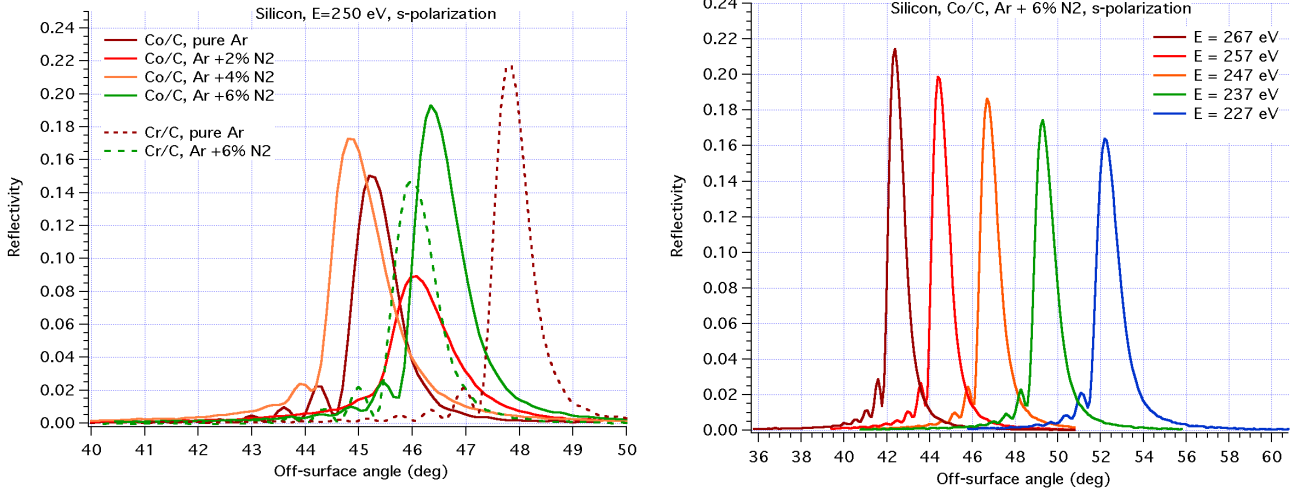 Silicon, E=250 eV, s-polarization
Co/C, pure Ar
Co/C, Ar +2% N2
Co/C, Ar +4% N2
Co/C, Ar +6% N2
Cr/C, pure Ar
Cr/C, Ar +6% N2
0.24
0.22
0.20
0.18
0.16
0.14
0.12
0.10
0.08
0.06
0.04
0.02
0.00
Reflectivity
40 41 42 43 44 45 46 47 48 49 50
Off-surface angle (deg)
Silicon, Co/C, Ar + 6% N2, s-polarization
E = 267 eV
E = 257 eV
E = 247 eV
E = 237 eV
E = 227 eV
0.24
0.22
0.20
0.18
0.16
0.14
0.12
0.10
0.08
0.06
0.04
0.02
0.00
Reflectivity
36 38 40 42 44 46 48 50 52 54 56 58 60
Off-surface angle (deg)